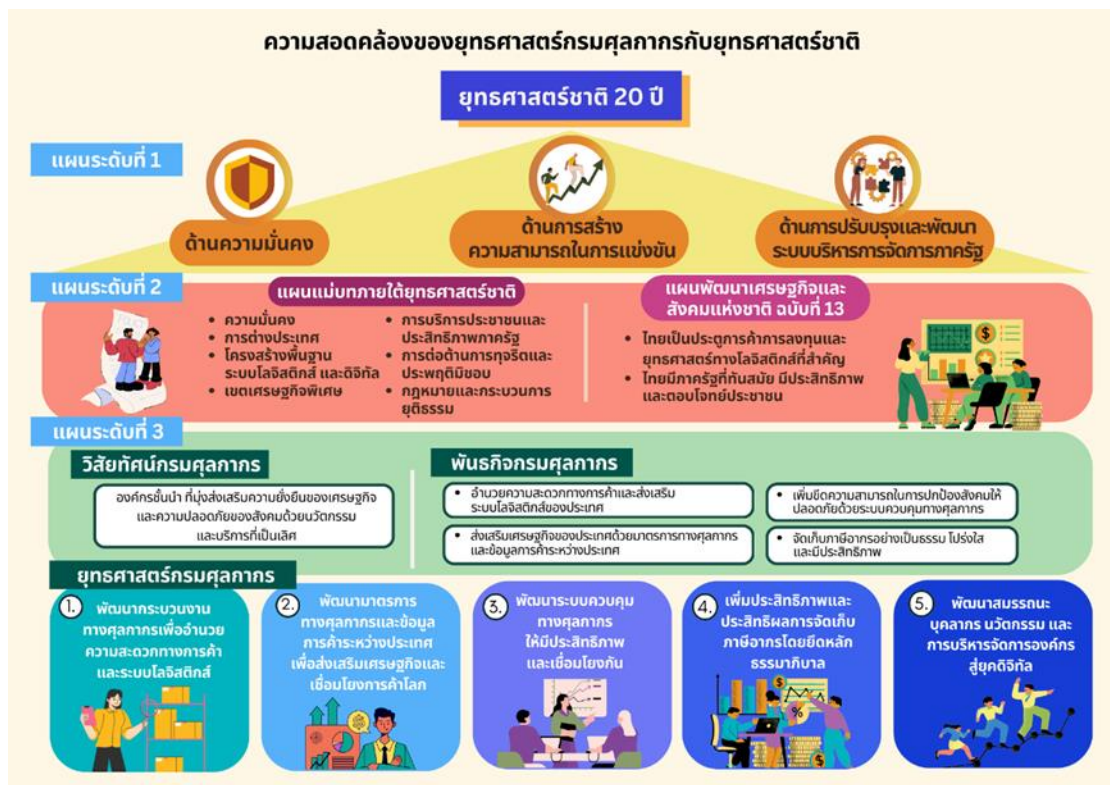 ความสอดคล้องของยุทธศาสตร์กรมศุลกากรกับยุทธศาสตร์ชาติ
ยุทธศาสตร์ชาติ 20 ปี
แผนระดับที่ 1
ด้านความมั่นคง
ด้านการสร้าง
ความสามารถในการแข่งขัน
ด้านการปรับปรุงและพัฒนา
ระบบบริหารการจัดการภาครัฐ
แผนระดับที่ 2
แผนแม่บทภายใต้ยุทธศาสตร์ชาติ
• ความมั่นคง
• การต่างประเทศ
• โครงสร้างพื้นฐาน
ระบบโลจิสติกส์ และดิจิทัล
• เขตเศรษฐกิจพิเศษ
• การบริการประชาชนและ
ประสิทธิภาพภาครัฐ
• การต่อต้านการทุจริตและ
ประพฤติมิชอบ
• กฎหมายและกระบวนการ
ยุติธรรม
แผนพัฒนาเศรษฐกิจและ
สังคมแห่งชาติ ฉบับที่ 13
• ไทยเป็นประตูการค้าการลงทุนและ
ยุทธศาสตร์ทางโลจิสติกส์ที่สำคัญ
• ไทยมีภาครัฐที่ทันสมัย มีประสิทธิภาพ
และตอบโจทย์ประชาชน
แผนระดับที่ 3
วิสัยทัศน์กรมศุลกากร
องค์กรชั้นนำ ที่มุ่งส่งเสริมความยั่งยืนของเศรษฐกิจ
และความปลอดภัยของสังคมด้วยนวัตกรรม
และบริการที่เป็นเลิศ
พันธกิจกรมศุลกากร
• อำนวยความสะดวกทางการค้าและส่งเสริม
ระบบโลจิสติกส์ของประเทศ
• ส่งเสริมเศรษฐกิจของประเทศด้วยมาตรการทางศุลกากร
และข้อมูลการค้าระหว่างประเทศ
• เพิ่มขีดความสามารถในการปกป้องสังคมให้
ปลอดภัยด้วยระบบควบคุมทางศุลกากร
• จัดเก็บภาษีอากรอย่างเป็นธรรม โปร่งใส
และมีประสิทธิภาพ
ยุทธศาสตร์กรมศุลกากร
1.
พัฒนากระบวนงาน
ทางศุลกากรเพื่ออำนวย
ความสะดวกทางการค้า
และระบบโลจิสติกส์
2.
พัฒนามาตรการ
ทางศุลกากรและข้อมูล
การค้าระหว่างประเทศ
เพื่อส่งเสริมเศรษฐกิจและ
เชื่อมโยงการค้าโลก
3.
พัฒนาระบบควบคุม
ทางศุลกากร
ให้มีประสิทธิภาพ
และเชื่อมโยงกัน
4.
เพิ่มประสิทธิภาพและ
ประสิทธิผลการจัดเก็บ
ภาษีอากรโดยยึดหลัก
ธรรมาภิบาล
5.
พัฒนาสมรรถนะ
บุคลากร นวัตกรรม และ
การบริหารจัดการองค์กร
สู่ยุคดิจิทัล